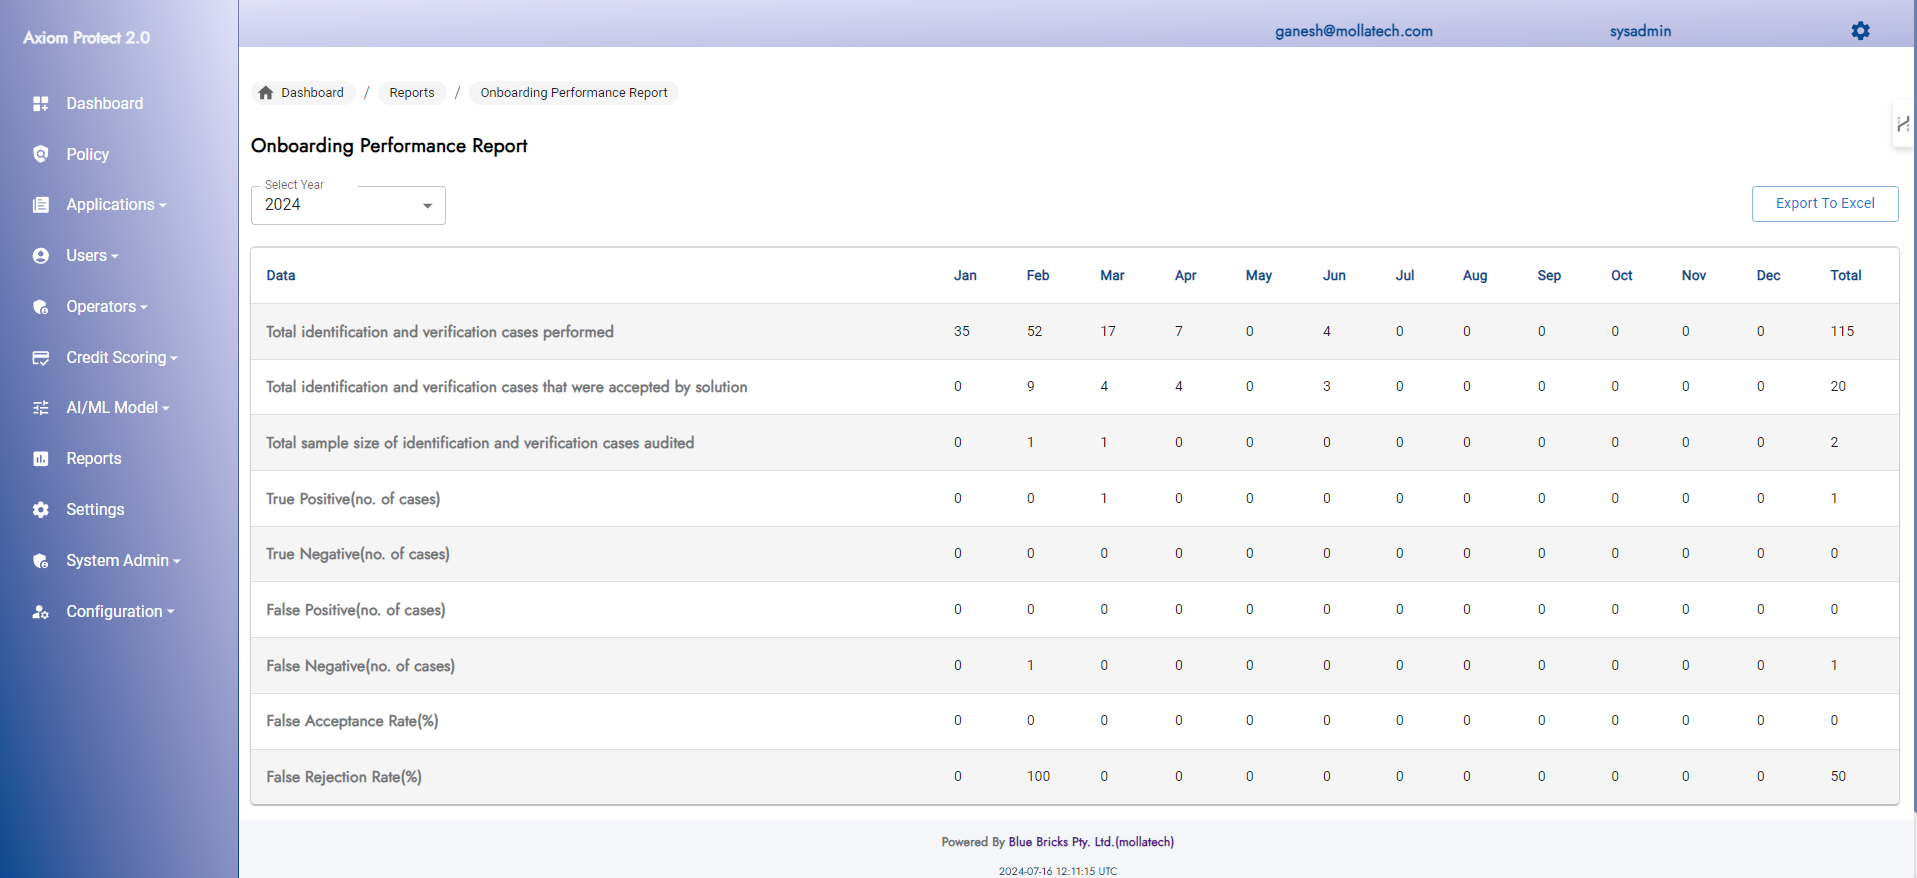 Axiom Protect 2.0
ganesh@mollatech.com sysadmin
Dashboard
Policy
Applications
Users
Operators
Credit Scoring
AI/ML Model
Reports
Settings
System Admin
Configuration
Dashboard / Reports / Onboarding Performance Report
Onboarding Performance Report
Select Year
2024
Export To Excel
Data Jan Feb Mar Apr May Jun Jul Aug Sep Oct Nov Dec Total
Total identification and verification cases performed 35 52 17 7 0 4 0 0 0 0 0 0 115
Total identification and verification cases that were accepted by solution 0 9 4 4 0 3 0 0 0 0 0 0 20
Total sample size of identification and verification cases audited 0 1 1 0 0 0 0 0 0 0 0 0 2
True Positive(no. of cases) 0 0 1 0 0 0 0 0 0 0 0 0 1
True Negative(no. of cases) 0 0 0 0 0 0 0 0 0 0 0 0 0
False Positive(no. of cases) 0 0 0 0 0 0 0 0 0 0 0 0 0
False Negative(no. of cases) 0 1 0 0 0 0 0 0 0 0 0 0 1
False Acceptance Rate(%) 0 0 0 0 0 0 0 0 0 0 0 0 0
False Rejection Rate(%) 0 100 0 0 0 0 0 0 0 0 0 0 50
Powered By Blue Bricks Pty. Ltd.(mollatech)
2024-07-16 12:11:15 UTC